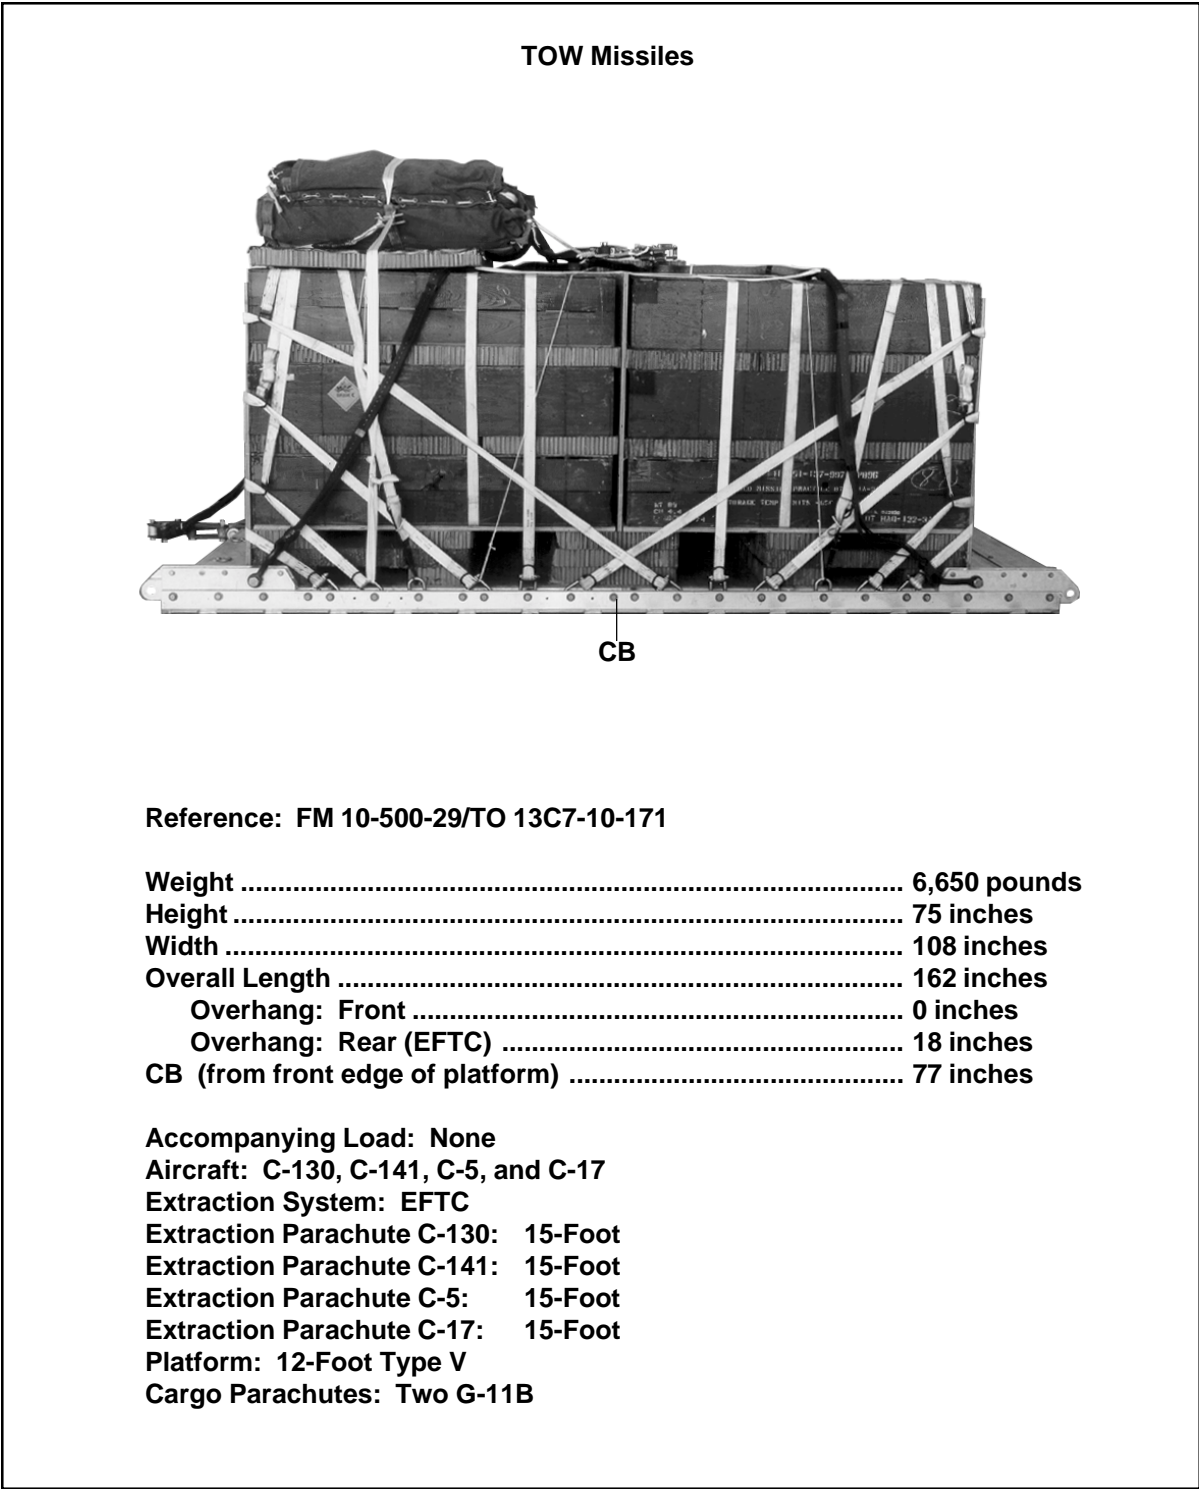 TOW Missiles
CB
Reference: FM 10-500-29/TO 13C7-10-171
Weight ........................................................................................ 6,650 pounds
Height ......................................................................................... 75 inches
Width .......................................................................................... 108 inches
Overall Length ........................................................................... 162 inches
Overhang: Front ................................................................. 0 inches
Overhang: Rear (EFTC) ..................................................... 18 inches
CB (from front edge of platform) ............................................ 77 inches
Accompanying Load: None
Aircraft: C-130, C-141, C-5, and C-17
Extraction System: EFTC
Extraction Parachute C-130: 15-Foot
Extraction Parachute C-141: 15-Foot
Extraction Parachute C-5: 15-Foot
Extraction Parachute C-17: 15-Foot
Platform: 12-Foot Type V
Cargo Parachutes: Two G-11B